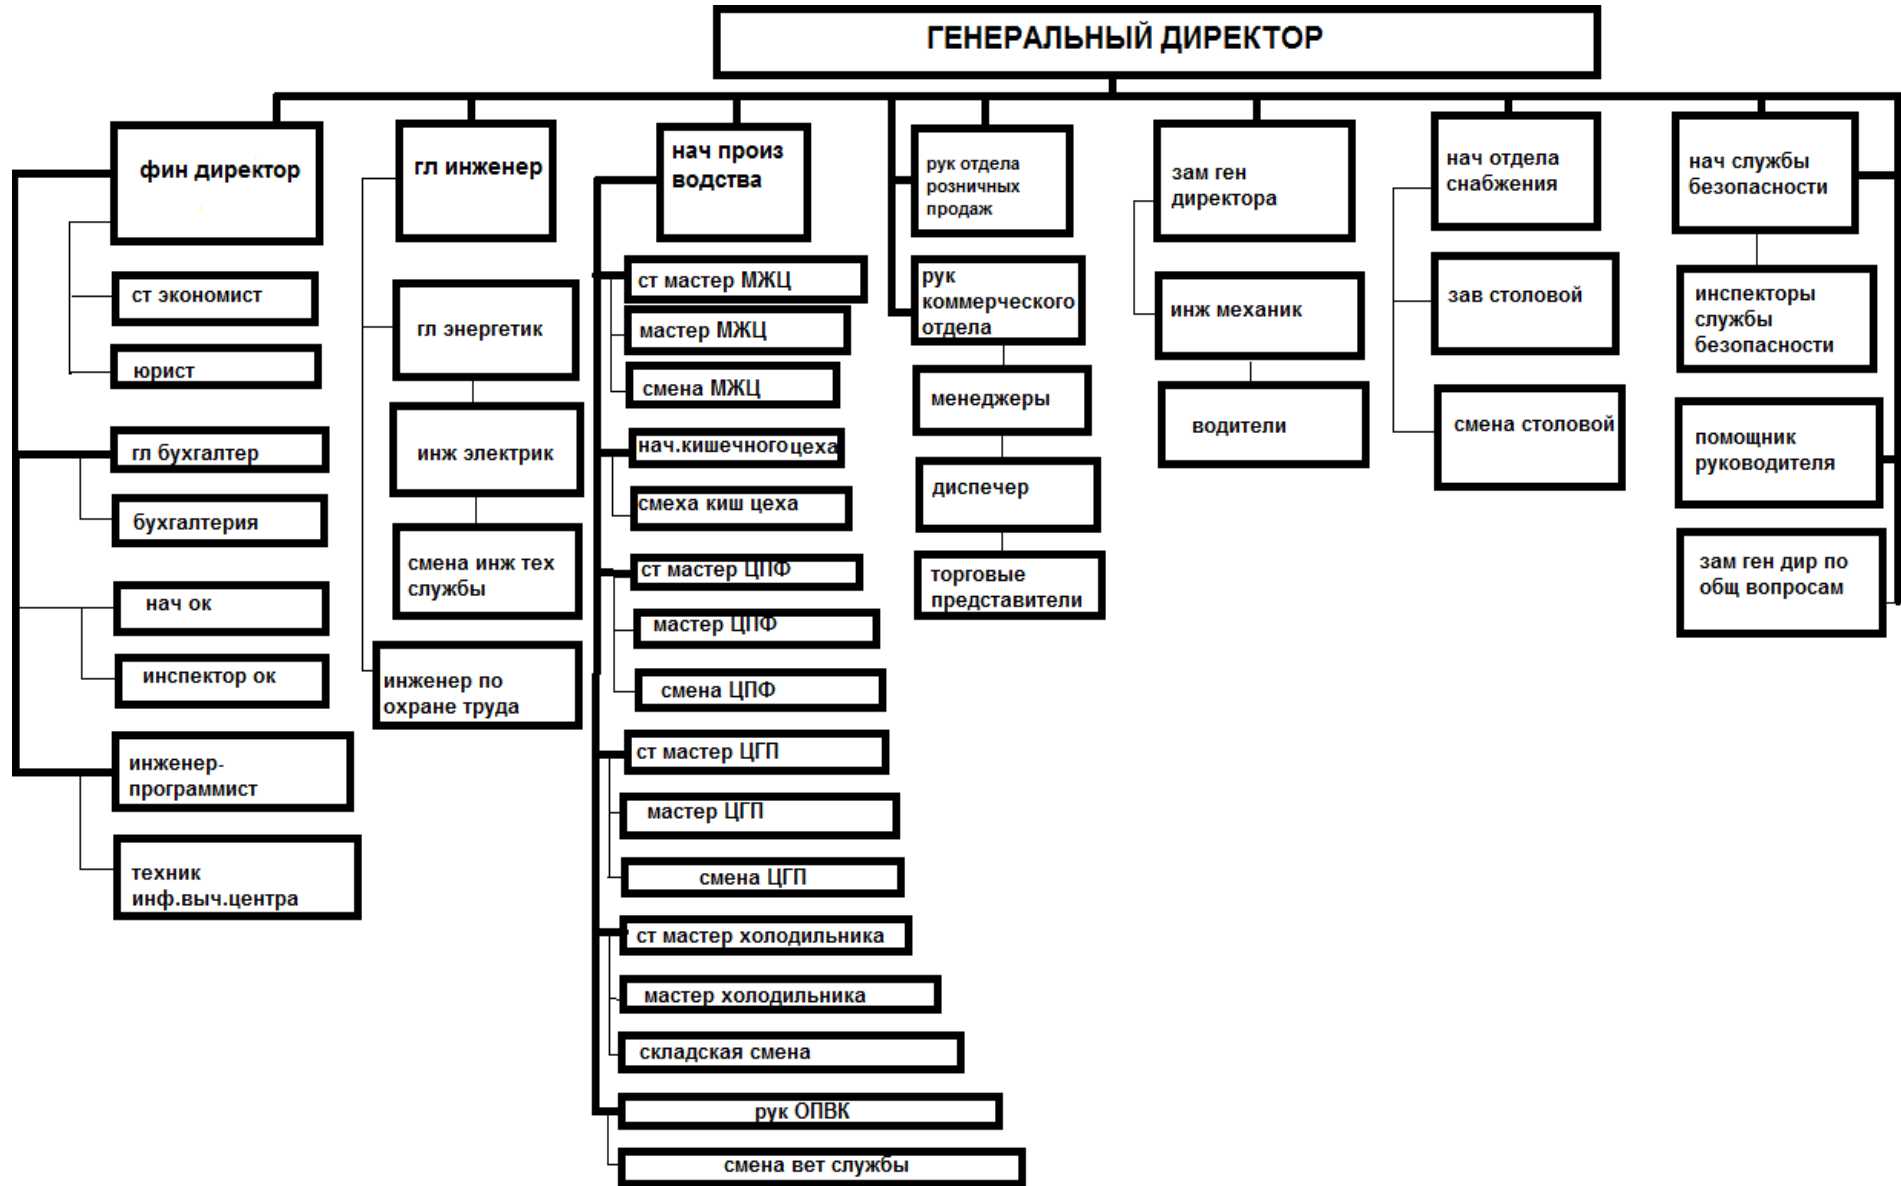 ГЕНЕРАЛЬНЫЙ ДИРЕКТОР
фин директор
ст экономист
юрист
гл бухгалтер
бухгалтерия
нач ок
инспектор ок
инженер-
программист
техник
инф.выч.центра
гл инженер
гл энергетик
инж электрик
смена инж тех
службы
инженер по
охране труда
нач произ
водства
ст мастер МЖЦ
мастер МЖЦ
смена МЖЦ
нач.кишечного цеха
смеха киш цеха
ст мастер ЦПФ
мастер ЦПФ
смена ЦПФ
ст мастер ЦГП
мастер ЦГП
смена ЦГП
ст мастер холодильника
мастер холодильника
складская смена
рук ОПВК
смена вет службы
рук отдела
розничных
продаж
рук
коммерческого
отдела
менеджеры
диспечер
торговые
представители
зам ген
директора
инж механик
водители
нач отдела
снабжения
зав столовой
смена столовой
нач службы
безопасности
инспекторы
службы
безопасности
помощник
руководителя
зам ген дир по
общ вопросам